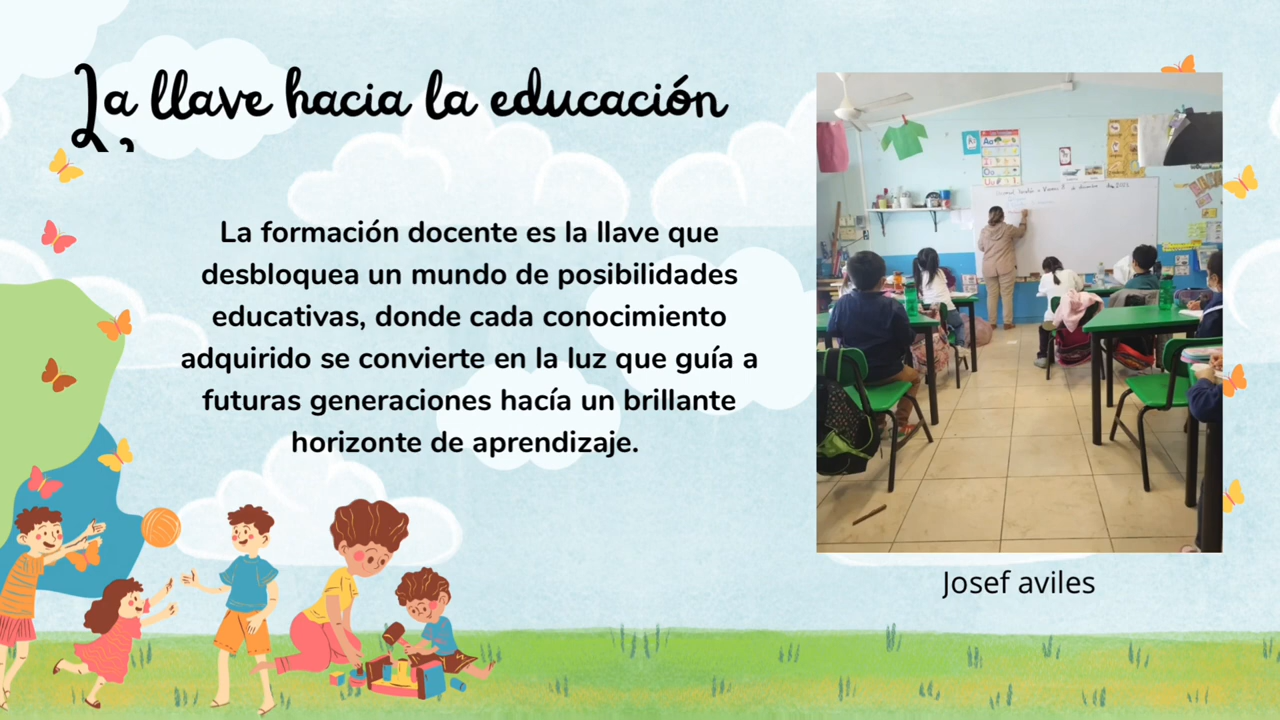 La llave hacia la educación
La formación docente es la llave que
desbloquea un mundo de posibilidades
educativas, donde cada conocimiento
adquirido se convierte en la luz que guía a
futuras generaciones hacía un brillante
horizonte de aprendizaje.
Josef aviles